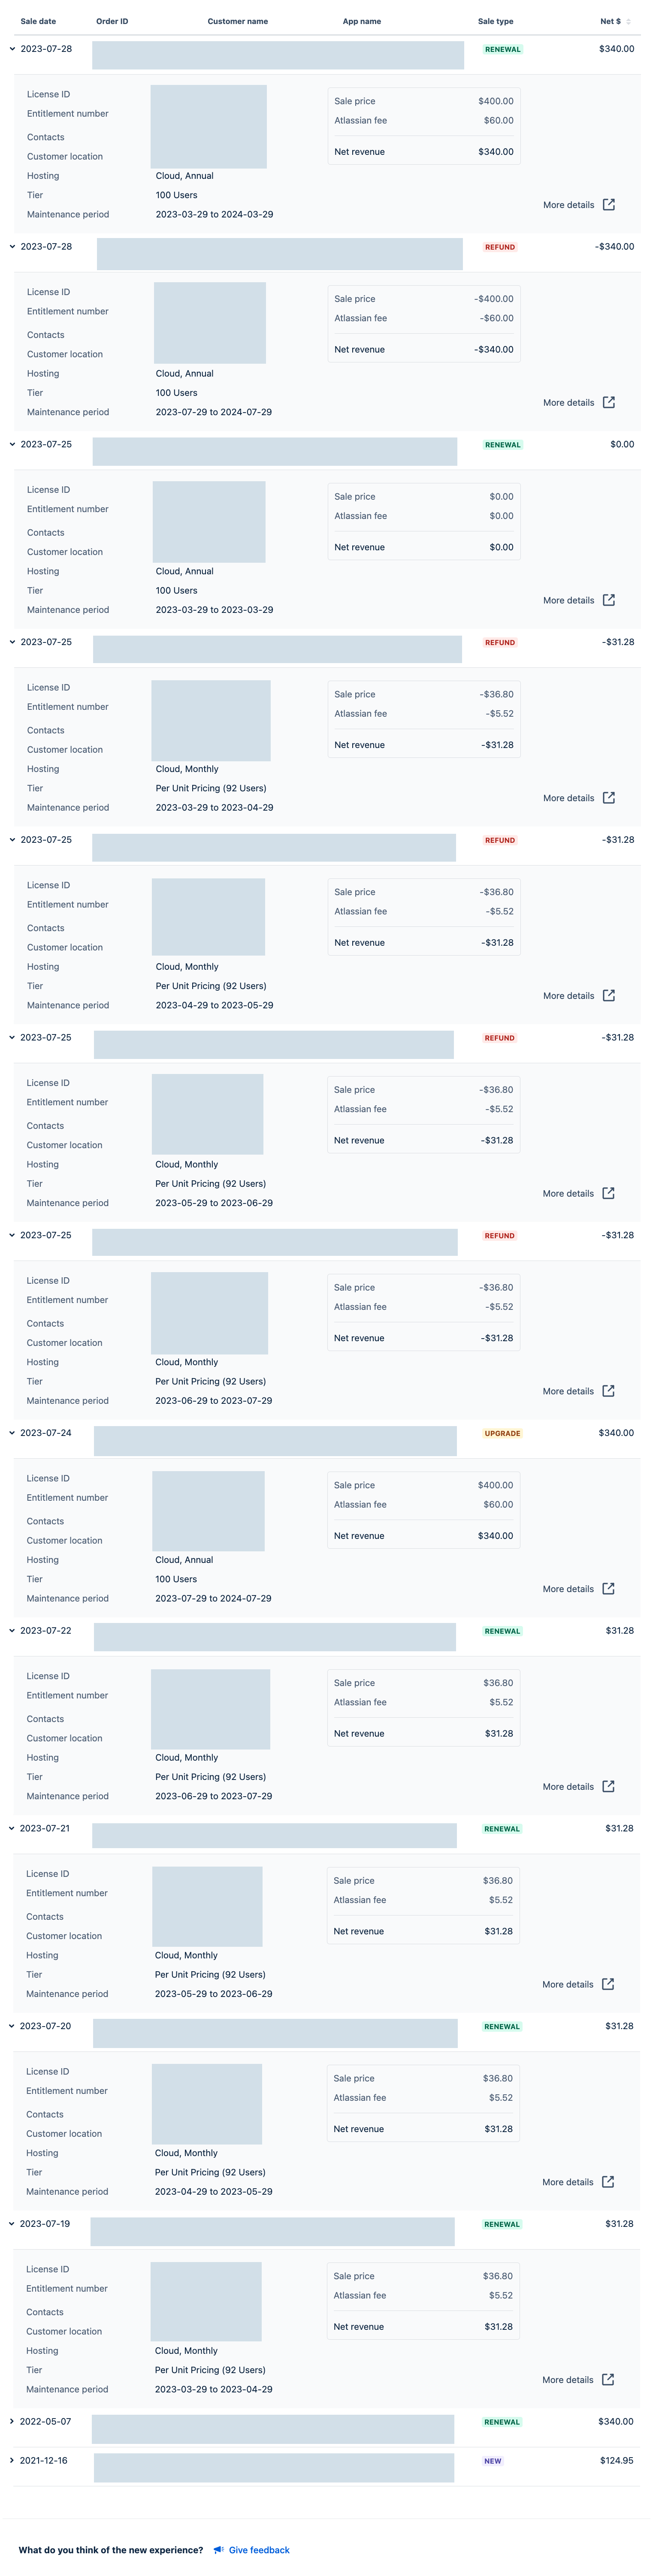 Sale date Order ID Customer name App name Sale type Net $
2023-07-28 RENEWAL $340.00
License ID
Sale price $400.00
Entitlement number
Atlassian fee $60.00
Contacts
Net revenue $340.00
Customer location
Hosting Cloud, Annual
Tier 100 Users
More details
Maintenance period 2023-03-29 to 2024-03-29
2023-07-28 REFUND -$340.00
License ID
Sale price -$400.00
Entitlement number
Atlassian fee -$60.00
Contacts
Net revenue -$340.00
Customer location
Hosting Cloud, Annual
Tier 100 Users
More details
Maintenance period 2023-07-29 to 2024-07-29
2023-07-25 RENEWAL $0.00
License ID
Sale price $0.00
Entitlement number
Atlassian fee $0.00
Contacts
Net revenue $0.00
Customer location
Hosting Cloud, Annual
Tier 100 Users
More details
Maintenance period 2023-03-29 to 2023-03-29
2023-07-25 REFUND -$31.28
License ID
Sale price -$36.80
Entitlement number
Atlassian fee -$5.52
Contacts
Net revenue -$31.28
Customer location
Hosting Cloud, Monthly
Tier Per Unit Pricing (92 Users)
More details
Maintenance period 2023-03-29 to 2023-04-29
2023-07-25 REFUND -$31.28
License ID
Sale price -$36.80
Entitlement number
Atlassian fee -$5.52
Contacts
Net revenue -$31.28
Customer location
Hosting Cloud, Monthly
Tier Per Unit Pricing (92 Users)
More details
Maintenance period 2023-04-29 to 2023-05-29
2023-07-25 REFUND -$31.28
License ID
Sale price -$36.80
Entitlement number
Atlassian fee -$5.52
Contacts
Net revenue -$31.28
Customer location
Hosting Cloud, Monthly
Tier Per Unit Pricing (92 Users)
More details
Maintenance period 2023-05-29 to 2023-06-29
2023-07-25 REFUND -$31.28
License ID
Sale price -$36.80
Entitlement number
Atlassian fee -$5.52
Contacts
Net revenue -$31.28
Customer location
Hosting Cloud, Monthly
Tier Per Unit Pricing (92 Users)
More details
Maintenance period 2023-06-29 to 2023-07-29
2023-07-24 UPGRADE $340.00
License ID
Sale price $400.00
Entitlement number
Atlassian fee $60.00
Contacts
Net revenue $340.00
Customer location
Hosting Cloud, Annual
Tier 100 Users
More details
Maintenance period 2023-07-29 to 2024-07-29
2023-07-22 RENEWAL $31.28
License ID
Sale price $36.80
Entitlement number
Atlassian fee $5.52
Contacts
Net revenue $31.28
Customer location
Hosting Cloud, Monthly
Tier Per Unit Pricing (92 Users)
More details
Maintenance period 2023-06-29 to 2023-07-29
2023-07-21 RENEWAL $31.28
License ID
Sale price $36.80
Entitlement number
Atlassian fee $5.52
Contacts
Net revenue $31.28
Customer location
Hosting Cloud, Monthly
Tier Per Unit Pricing (92 Users)
More details
Maintenance period 2023-05-29 to 2023-06-29
2023-07-20 RENEWAL $31.28
License ID
Sale price $36.80
Entitlement number
Atlassian fee $5.52
Contacts
Net revenue $31.28
Customer location
Hosting Cloud, Monthly
Tier Per Unit Pricing (92 Users)
More details
Maintenance period 2023-04-29 to 2023-05-29
2023-07-19 RENEWAL $31.28
License ID
Sale price $36.80
Entitlement number
Atlassian fee $5.52
Contacts
Net revenue $31.28
Customer location
Hosting Cloud, Monthly
Tier Per Unit Pricing (92 Users)
More details
Maintenance period 2023-03-29 to 2023-04-29
2022-05-07 RENEWAL $340.00
2021-12-16 NEW $124.95
What do you think of the new experience? Give feedback